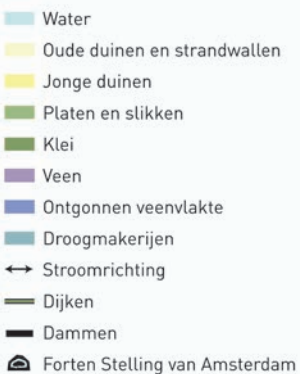 Water
Oude duinen en strandwallen
Jonge duinen
Platen en slikken
Klei
Veen
Ontgonnen veenvlakte
Droogmakerijen
Stroomrichting
Dijken
Dammen
Forten Stelling van Amsterdam